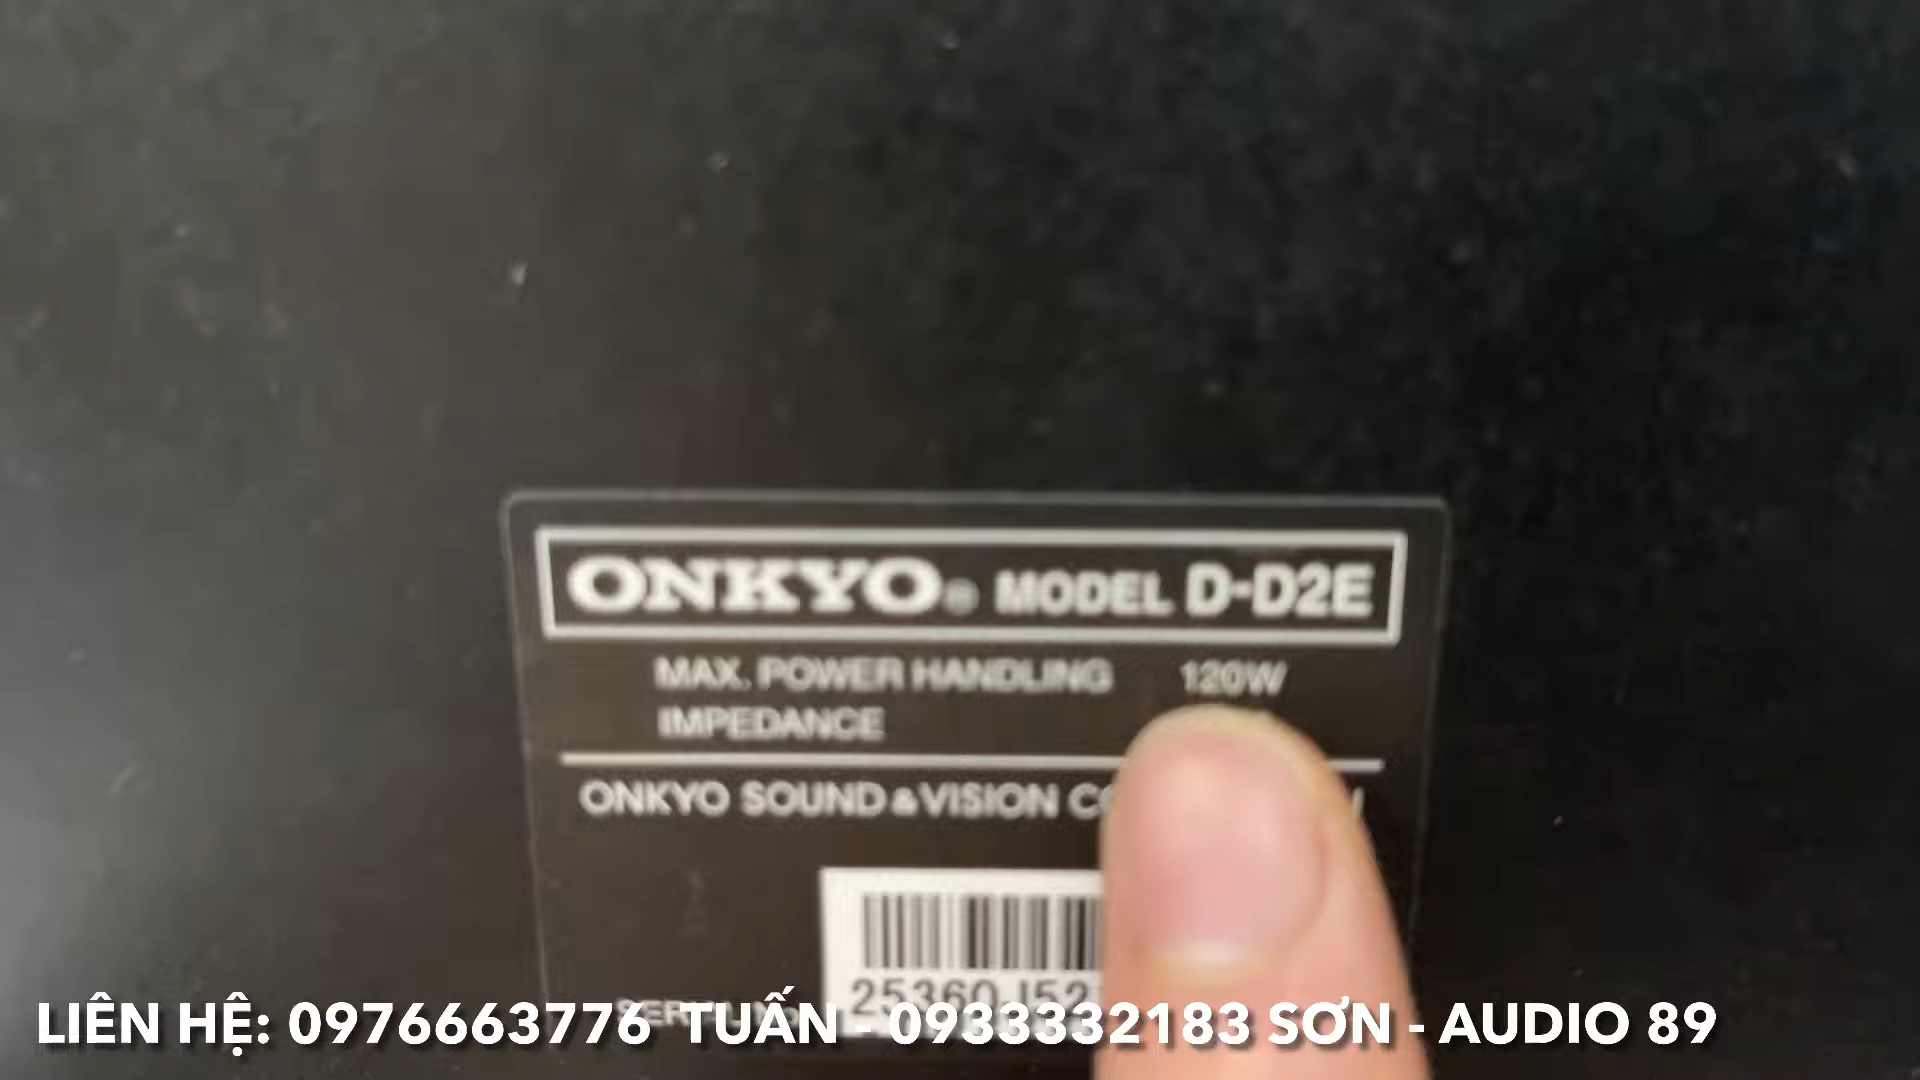 ONKYO® MODEL D-D2E
MAX. POWER HANDLING 120W
IMPEDANCE
ONKYO SOUND & VISION
LIÊN HỆ: 0976663776 TUẤN - 0933332183 SƠN - AUDIO 89